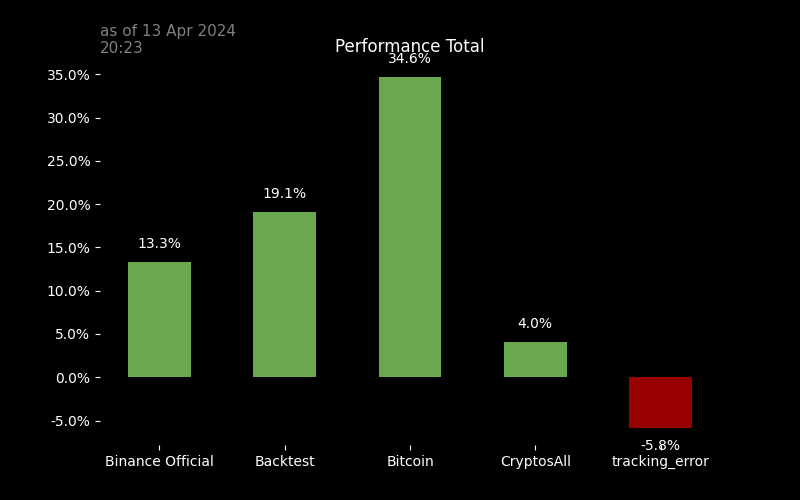 as of 13 Apr 2024
20:23
Performance Total
34.6%
35.0%
30.0%
25.0%
19.1%
20.0%
15.0%
13.3%
10.0%
5.0%
4.0%
0.0%
-5.0%
-5.8%
Binance Official
Backtest
Bitcoin
CryptosAll
tracking_error